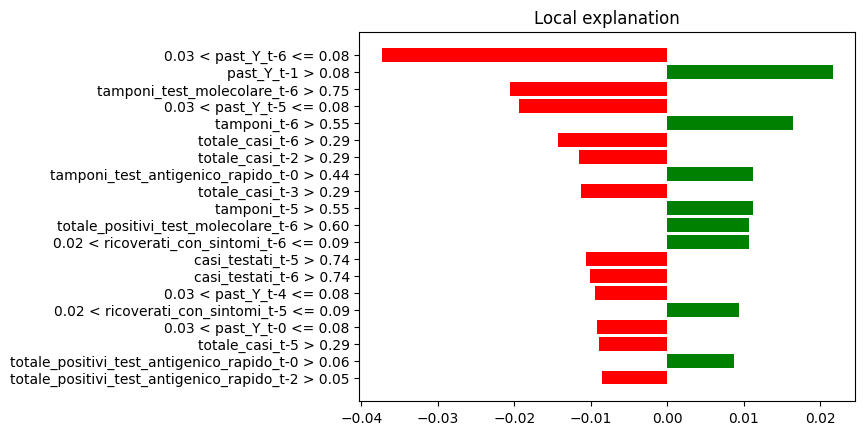 Local explanation
0.03 < past_Y_t-6 <= 0.08
past_Y_t-1 > 0.08
tamponi_test_molecolare_t-6 > 0.75
0.03 < past_Y_t-5 <= 0.08
tamponi_t-6 > 0.55
totale_casi_t-6 > 0.29
totale_casi_t-2 > 0.29
tamponi_test_antigenico_rapido_t-0 > 0.44
totale_casi_t-3 > 0.29
tamponi_t-5 > 0.55
totale_positivi_test_molecolare_t-6 > 0.60
0.02 < ricoverati_con_sintomi_t-6 <= 0.09
casi_testati_t-5 > 0.74
casi_testati_t-6 > 0.74
0.03 < past_Y_t-4 <= 0.08
0.02 < ricoverati_con_sintomi_t-5 <= 0.09
0.03 < past_Y_t-0 <= 0.08
totale_casi_t-5 > 0.29
totale_positivi_test_antigenico_rapido_t-0 > 0.06
totale_positivi_test_antigenico_rapido_t-2 > 0.05
−0.04 −0.03 −0.02 −0.01 0.00 0.01 0.02